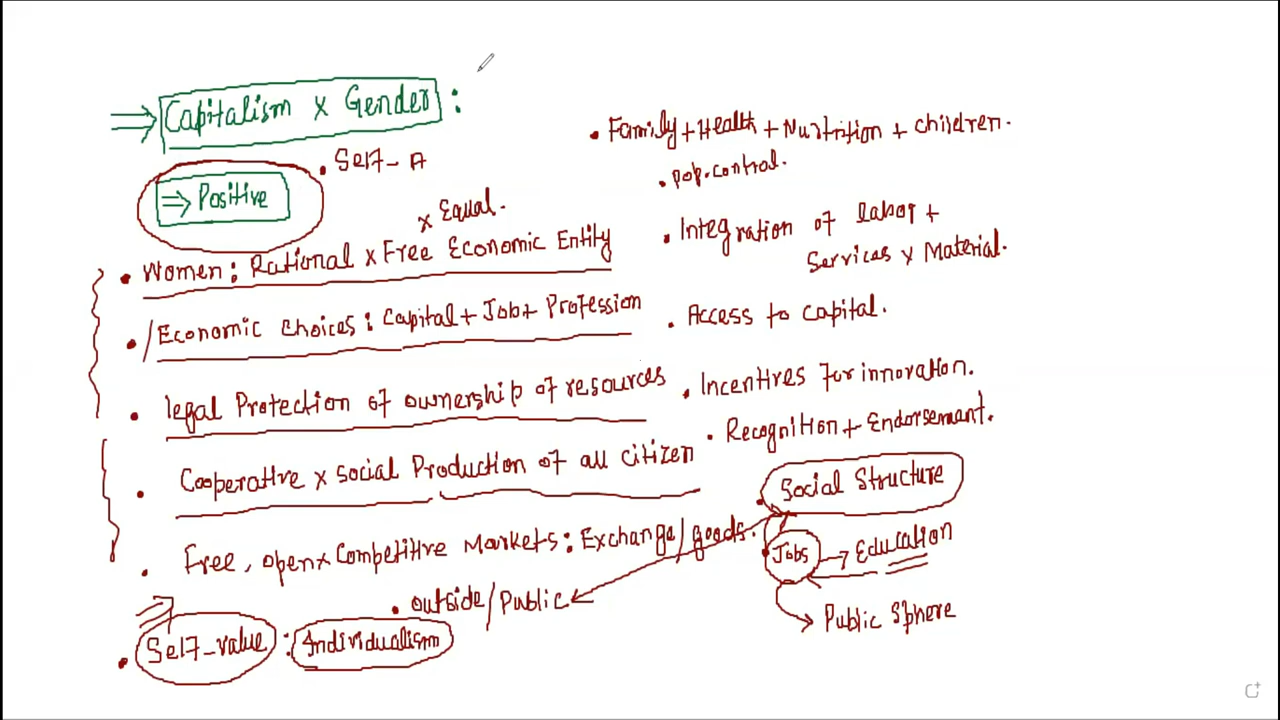 ⇒ Capitalism x Gender :
⇒ Positive
• Self-A
x Equal.
• Women: Rational x Free Economic Entity
• /Economic choices: Capital + Job + Profession
• legal Protection of ownership of resources
• Cooperative x social Production of all citizen
• Free, open x Competitive Markets: Exchange/goods.
• outside/Public
• Self-value : Individualism
• Family + Health + Nutrition + children.
• pop. control.
• Integration of labor +
Services x Material.
• Access to capital.
• Incentives for innovation.
• Recognition + Endorsement.
• Social Structure
• Jobs → Education
→ Public Sphere